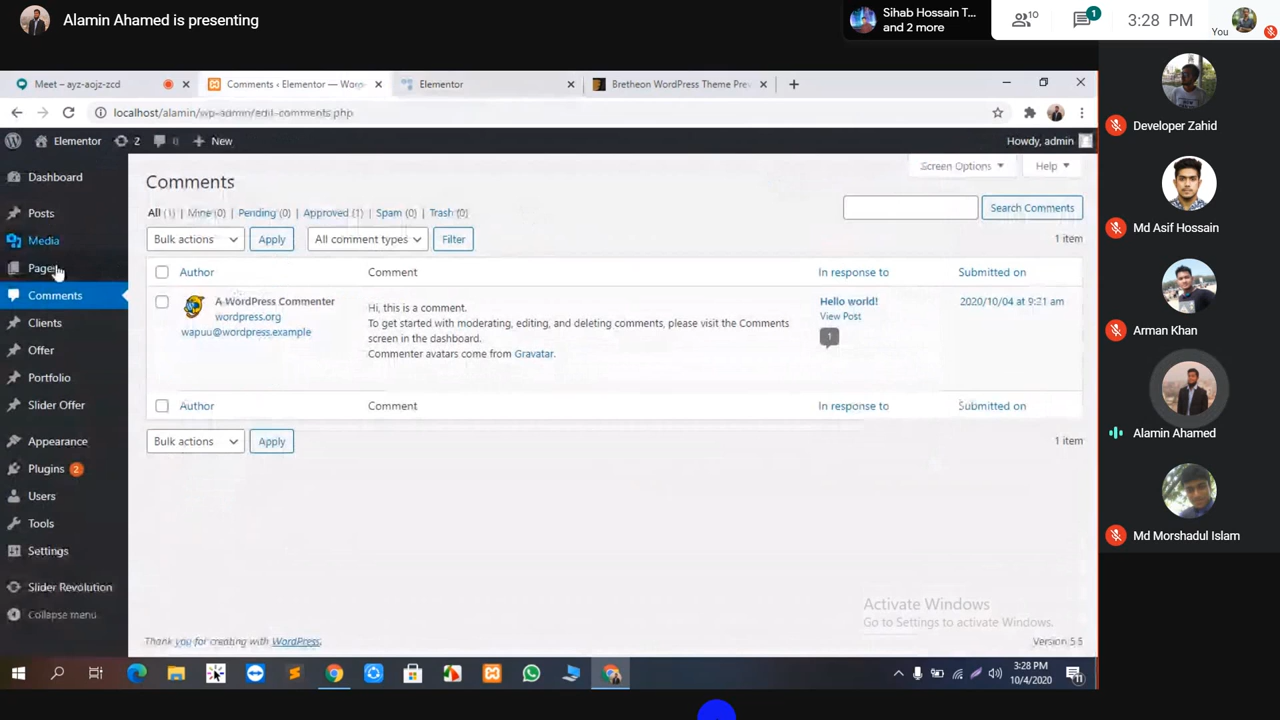 Alamin Ahamed is presenting
Sihab Hossain T...
and 2 more
10
1
3:28 PM
You
Meet – ayz-aojz-zcd
Comments ‹ Elementor — Wor
Elementor
Bretheon WordPress Theme Pre
localhost/alamin/wp-admin/edit-comments.php
Elementor
2
0
New
Howdy, admin
Dashboard
Posts
Media
Pages
Comments
Clients
Offer
Portfolio
Slider Offer
Appearance
Plugins 2
Users
Tools
Settings
Slider Revolution
Collapse menu
Screen Options
Help
Comments
All (1) | Mine (0) | Pending (0) | Approved (1) | Spam (0) | Trash (0)
Search Comments
Bulk actions
Apply
All comment types
Filter
1 item
Author
Comment
In response to
Submitted on
A WordPress Commenter
wordpress.org
wapuu@wordpress.example
Hi, this is a comment.
To get started with moderating, editing, and deleting comments, please visit the Comments
screen in the dashboard.
Commenter avatars come from Gravatar.
Hello world!
View Post
1
2020/10/04 at 9:21 am
Author
Comment
In response to
Submitted on
Bulk actions
Apply
1 item
Activate Windows
Go to Settings to activate Windows.
Thank you for creating with WordPress.
Version 5.5
3:28 PM
10/4/2020
11
Developer Zahid
Md Asif Hossain
Arman Khan
Alamin Ahamed
Md Morshadul Islam